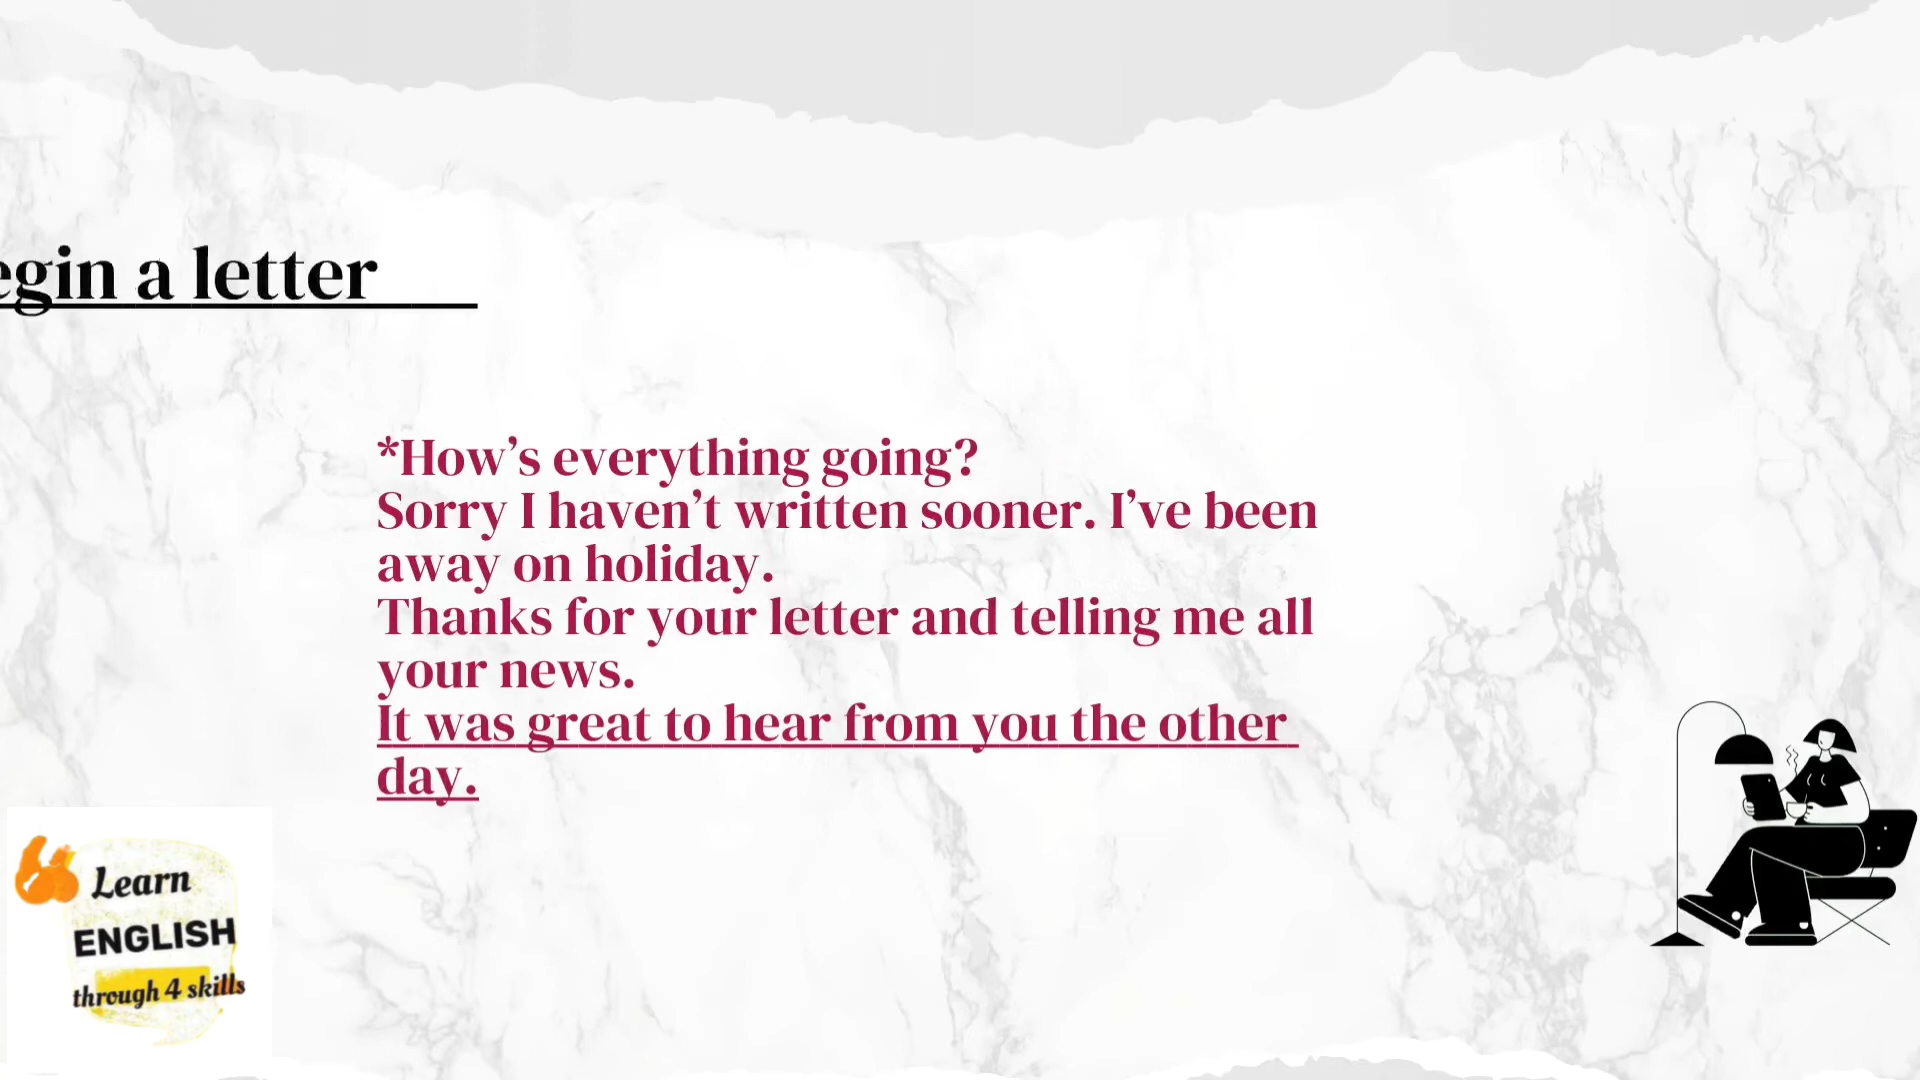 egin a letter
*How’s everything going?
Sorry I haven’t written sooner. I’ve been
away on holiday.
Thanks for your letter and telling me all
your news.
It was great to hear from you the other
day.
Learn
ENGLISH
through 4 skills